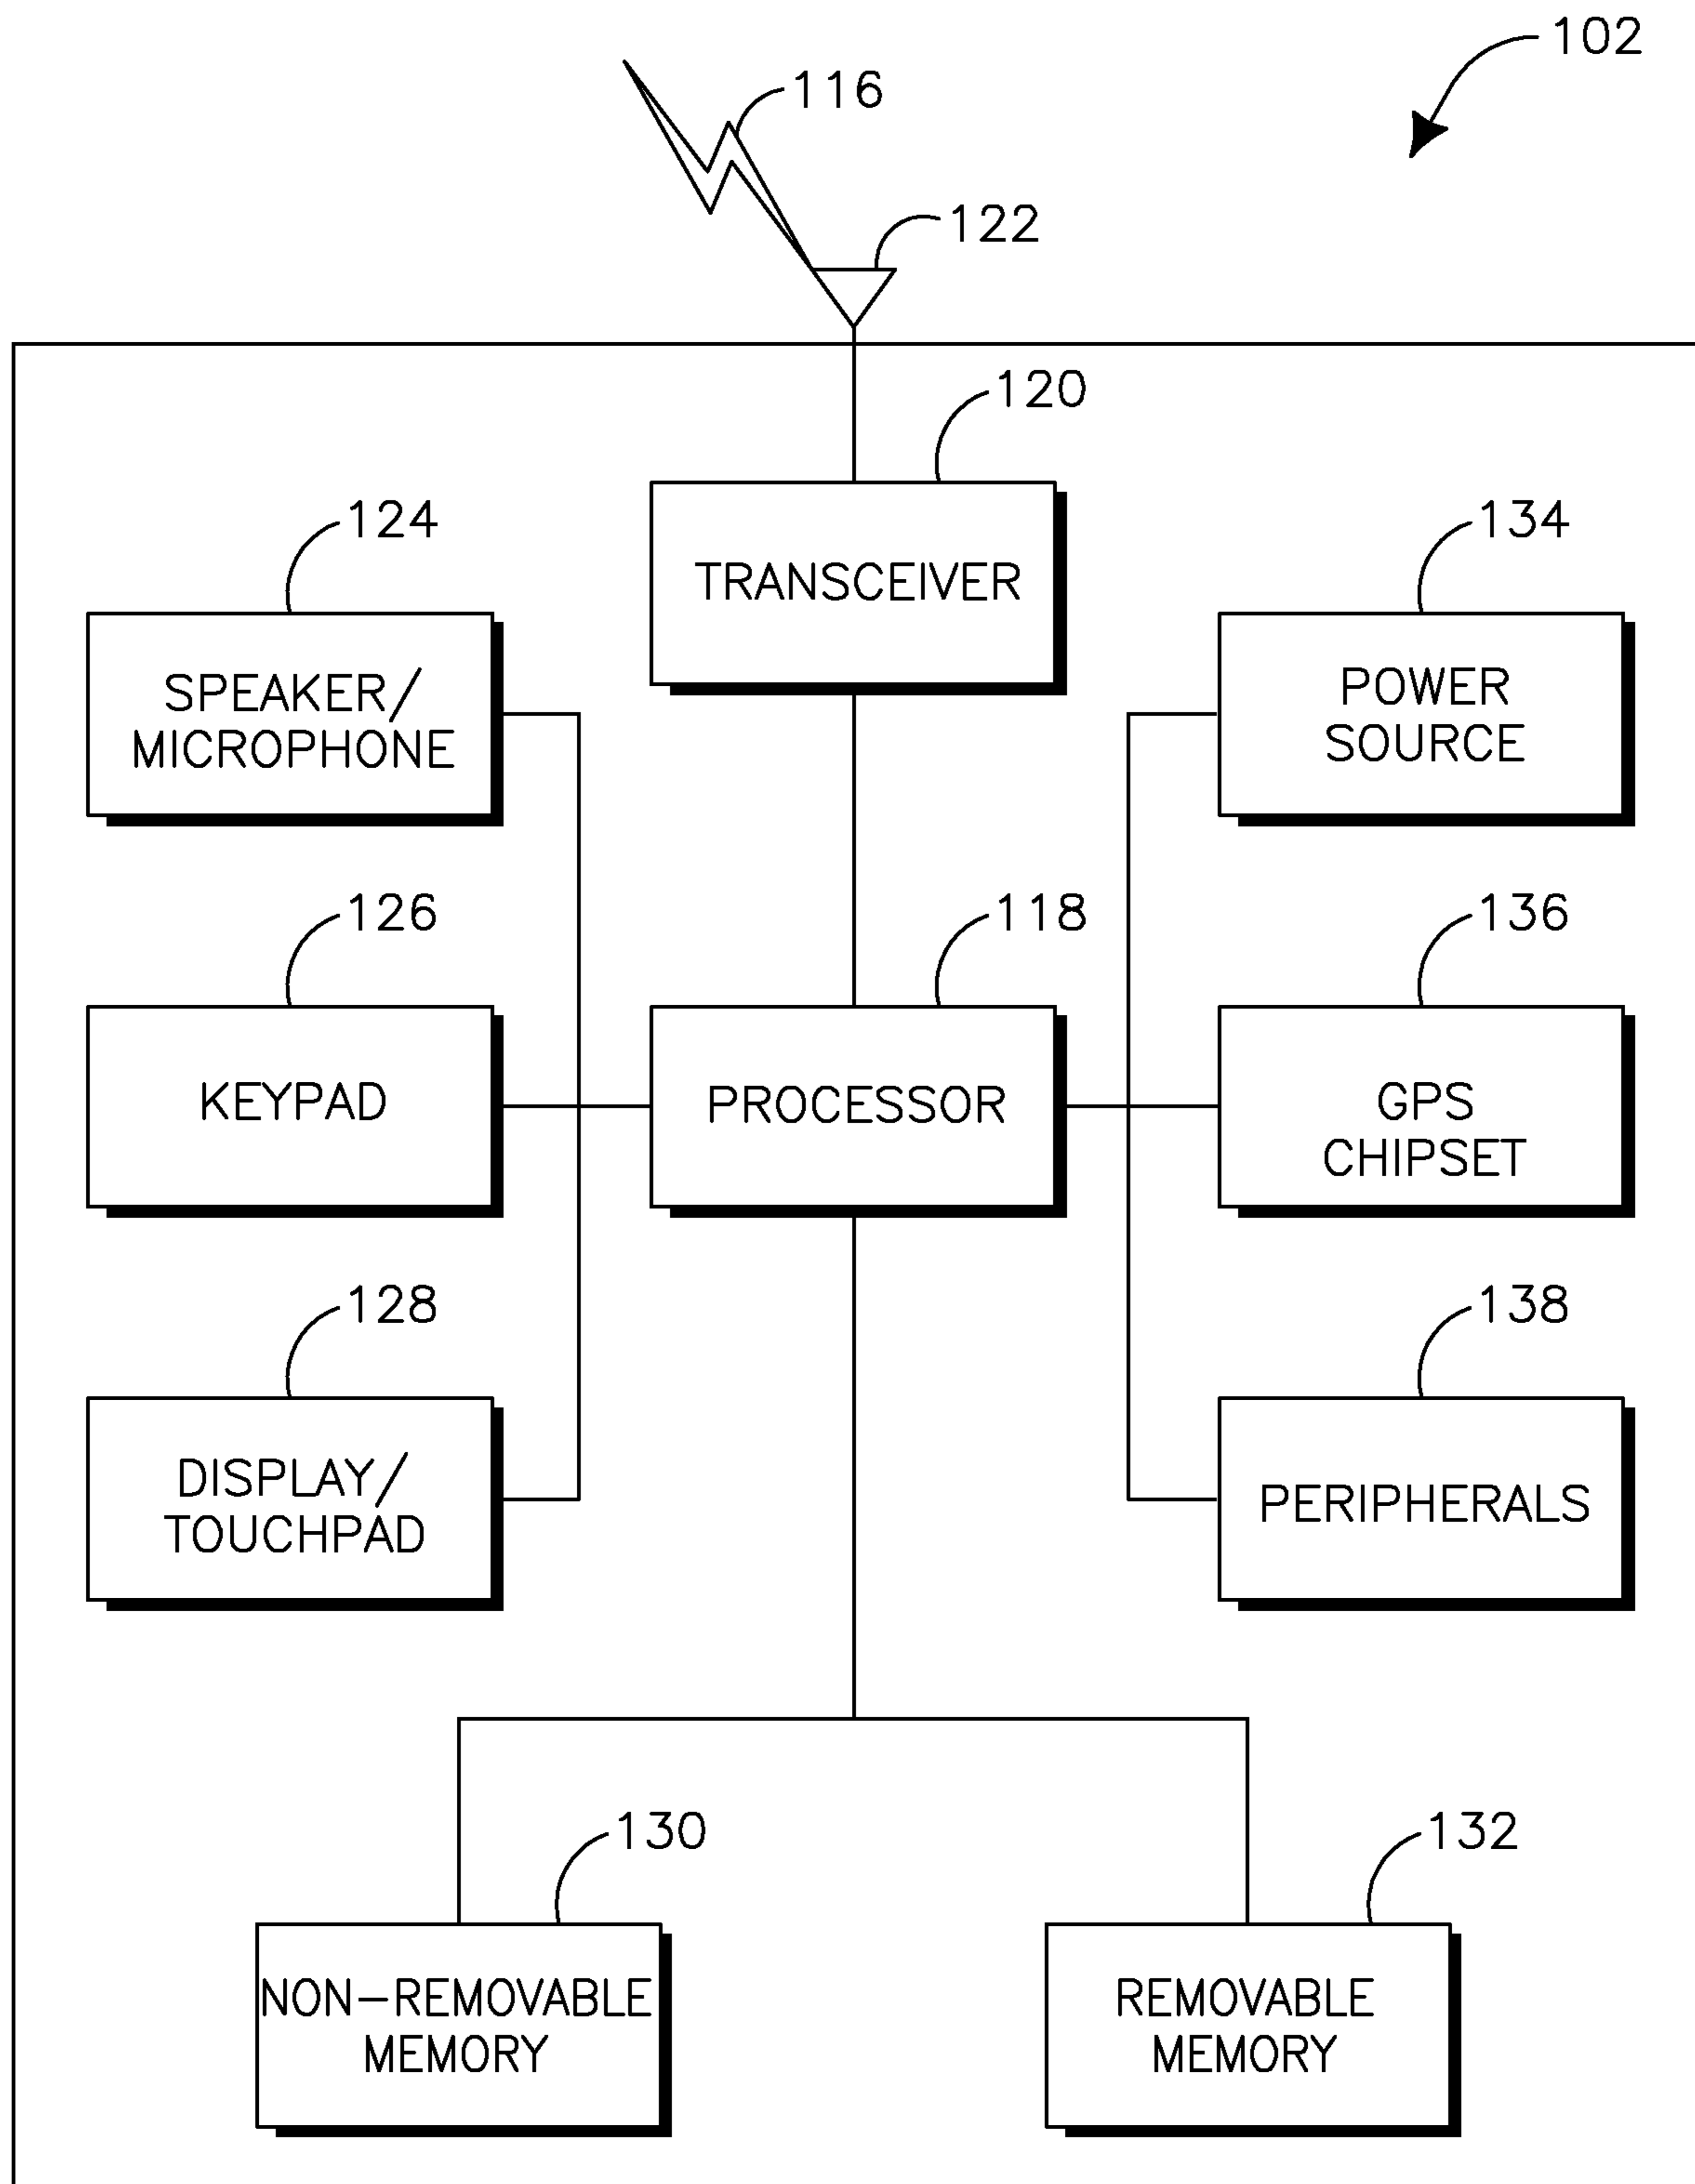 102
116
122
120
TRANSCEIVER
124
SPEAKER/
MICROPHONE
134
POWER
SOURCE
126
KEYPAD
118
PROCESSOR
136
GPS
CHIPSET
128
DISPLAY/
TOUCHPAD
138
PERIPHERALS
130
NON-REMOVABLE
MEMORY
132
REMOVABLE
MEMORY